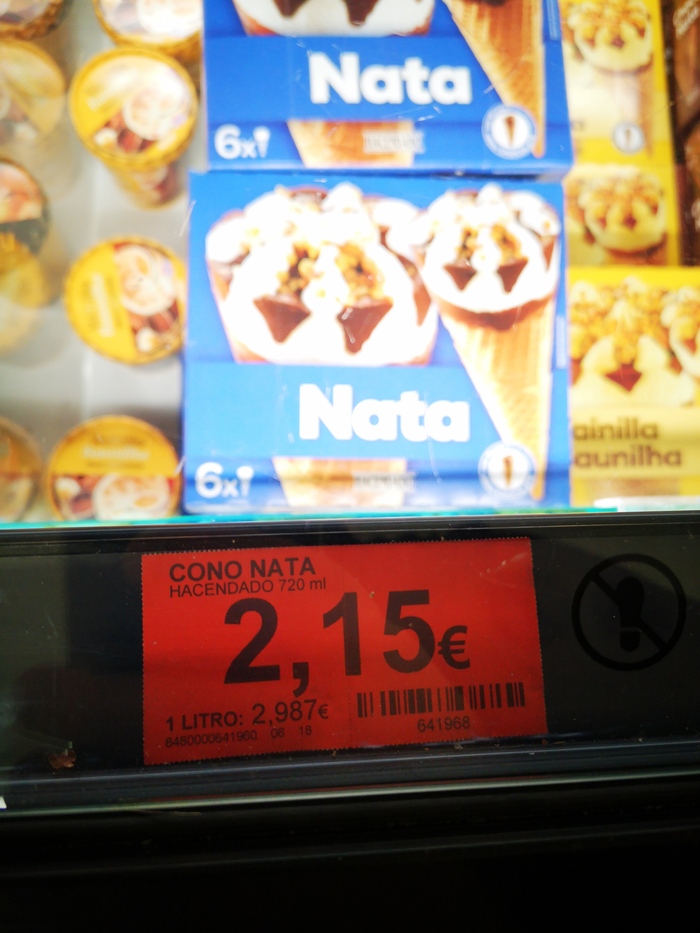 Nata
6x
Nata
6x
ainilla
aunilha
CONO NATA
HACENDADO 720 ml
2,15€
1 LITRO: 2,987€
8480000641960 06 18
641968